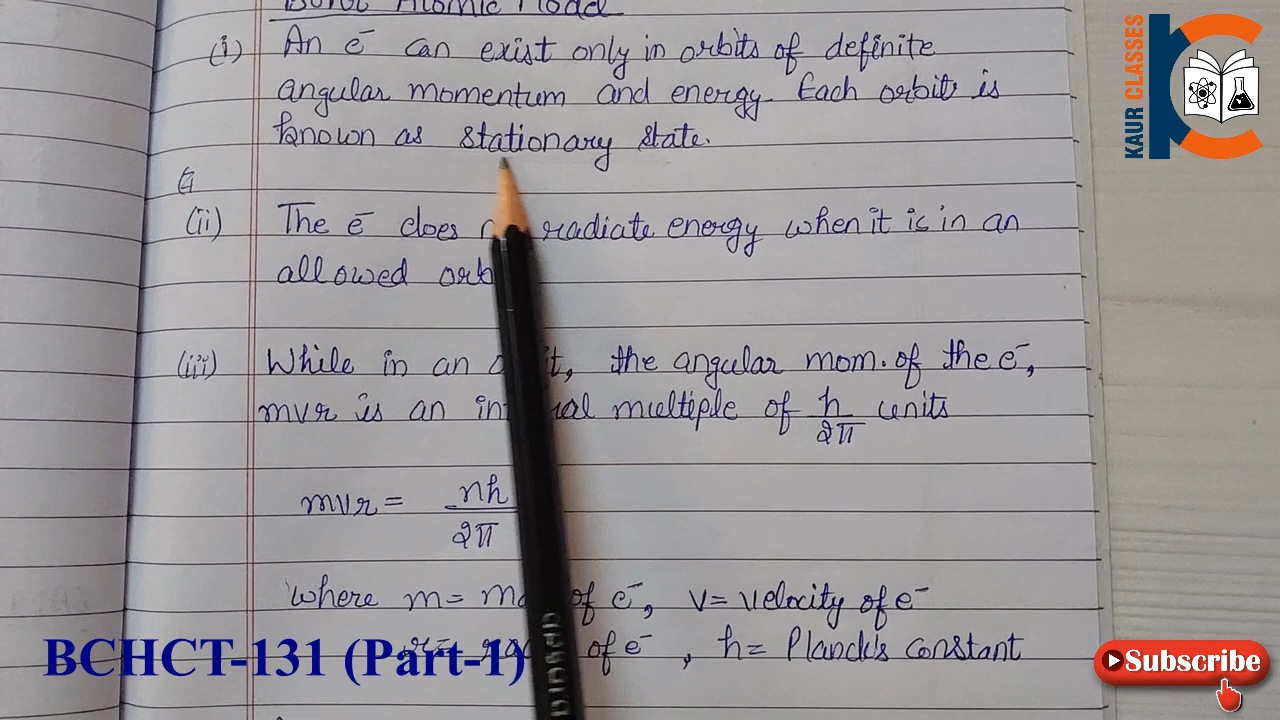 Bohr Atomic Model
(i) An e⁻ can exist only in orbits of definite
angular momentum and energy. Each orbit is
known as stationary state.
(ii) The e⁻ does radiate energy when it is in an
allowed
(iii) While in an the angular mom. of the e⁻,
mvr is an multiple of h/2π units
mvr = nh/2π
where m = of e⁻, v = velocity of e⁻
r = of e⁻, h = Planck's constant
KAUR CLASSES
BCHCT-131 (Part-1)
Subscribe